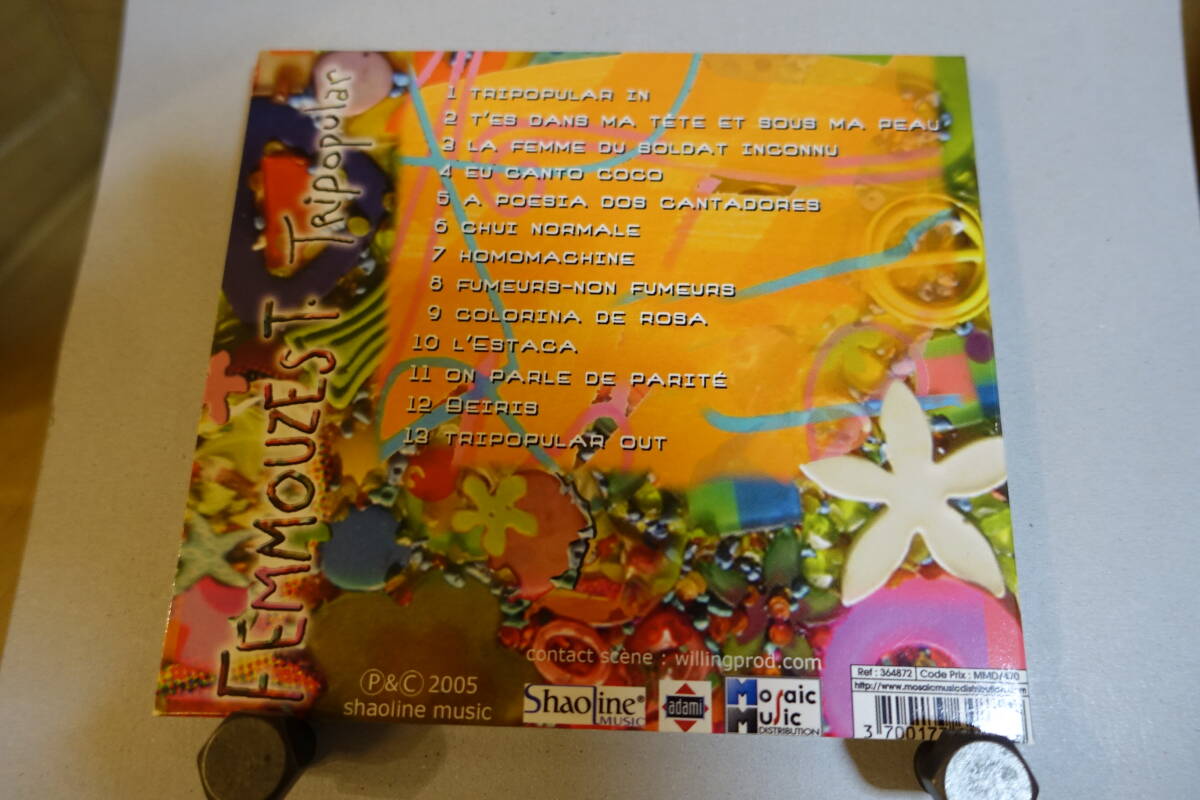 FEMMOUZES T. Tripopular
1 TRIPOPULAR IN
2 T'ES DANS MA TÊTE ET SOUS MA PEAU
3 LA FEMME DU SOLDAT INCONNU
4 EU CANTO COCO
5 A POESIA DOS CANTADORES
6 CHUI NORMALE
7 HOMOMACHINE
8 FUMEURS-NON FUMEURS
9 COLORINA DE ROSA
10 L'ESTACA
11 ON PARLE DE PARITÉ
12 BEIRIS
13 TRIPOPULAR OUT
contact scène : willingprod.com
Ⓟ&© 2005
shaoline music
Shaoline® MUSIC
adami
Mosaic Music DISTRIBUTION
Ref : 364872 Code Prix : MMD/470
http://www.mosaicmusicdistribution.com
3 70017